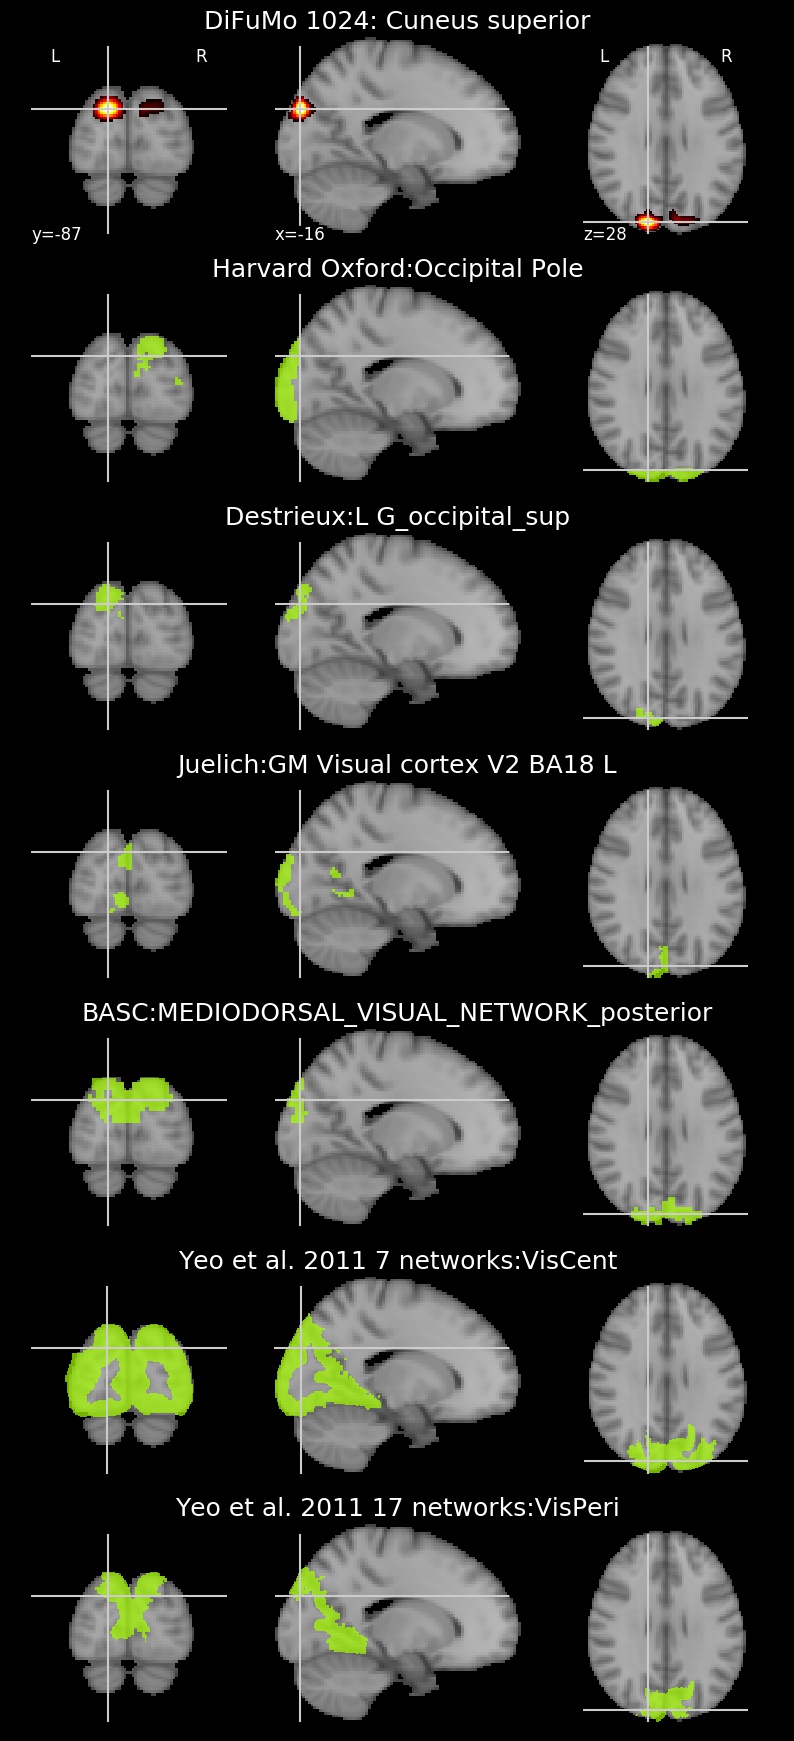 DiFuMo 1024: Cuneus superior
L R L R
y=-87 x=-16 z=28
Harvard Oxford:Occipital Pole
Destrieux:L G_occipital_sup
Juelich:GM Visual cortex V2 BA18 L
BASC:MEDIODORSAL_VISUAL_NETWORK_posterior
Yeo et al. 2011 7 networks:VisCent
Yeo et al. 2011 17 networks:VisPeri